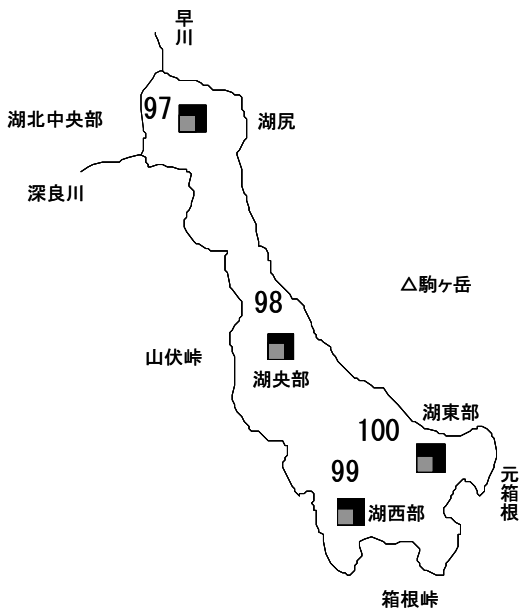 早川
97
湖北中央部
湖尻
深良川
△駒ヶ岳
98
山伏峠
湖央部
湖東部
100
99
元箱根
湖西部
箱根峠